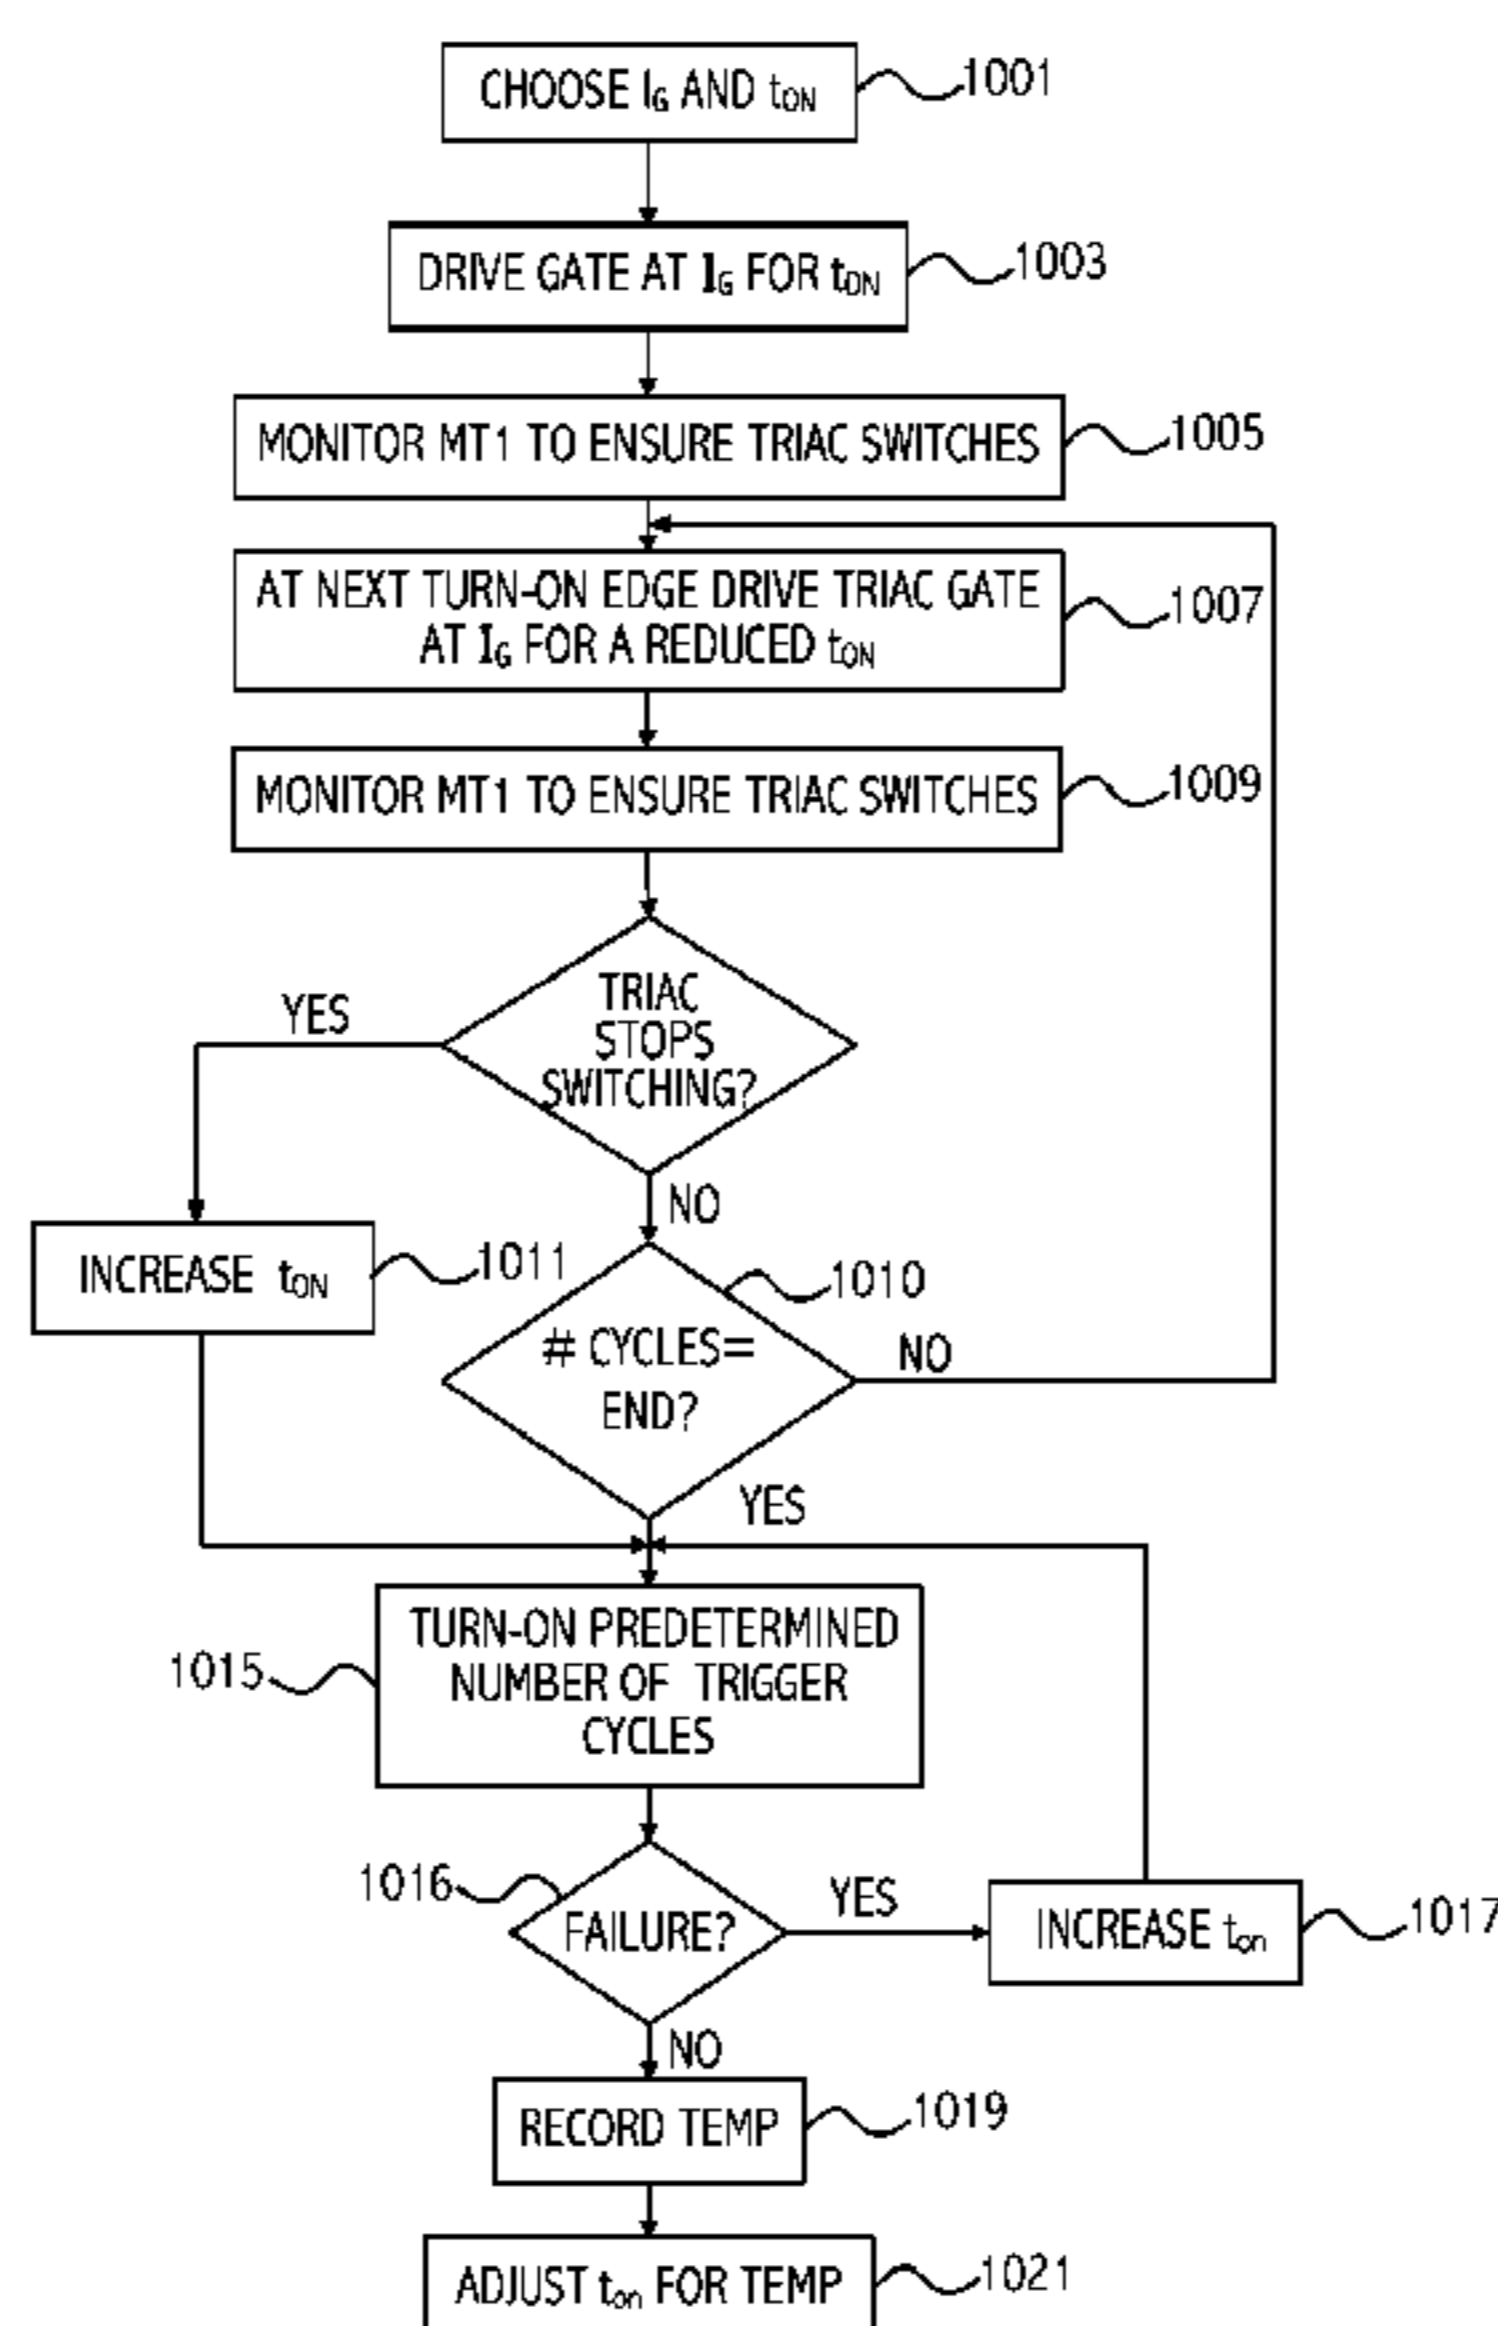 CHOOSE IG AND tON
1001
DRIVE GATE AT IG FOR tON
1003
MONITOR MT1 TO ENSURE TRIAC SWITCHES
1005
AT NEXT TURN-ON EDGE DRIVE TRIAC GATE
AT IG FOR A REDUCED tON
1007
MONITOR MT1 TO ENSURE TRIAC SWITCHES
1009
TRIAC
STOPS
SWITCHING?
YES
NO
INCREASE tON
1011
1010
# CYCLES=
END?
NO
YES
TURN-ON PREDETERMINED
NUMBER OF TRIGGER
CYCLES
1015
1016
FAILURE?
YES
INCREASE ton
1017
NO
RECORD TEMP
1019
ADJUST ton FOR TEMP
1021